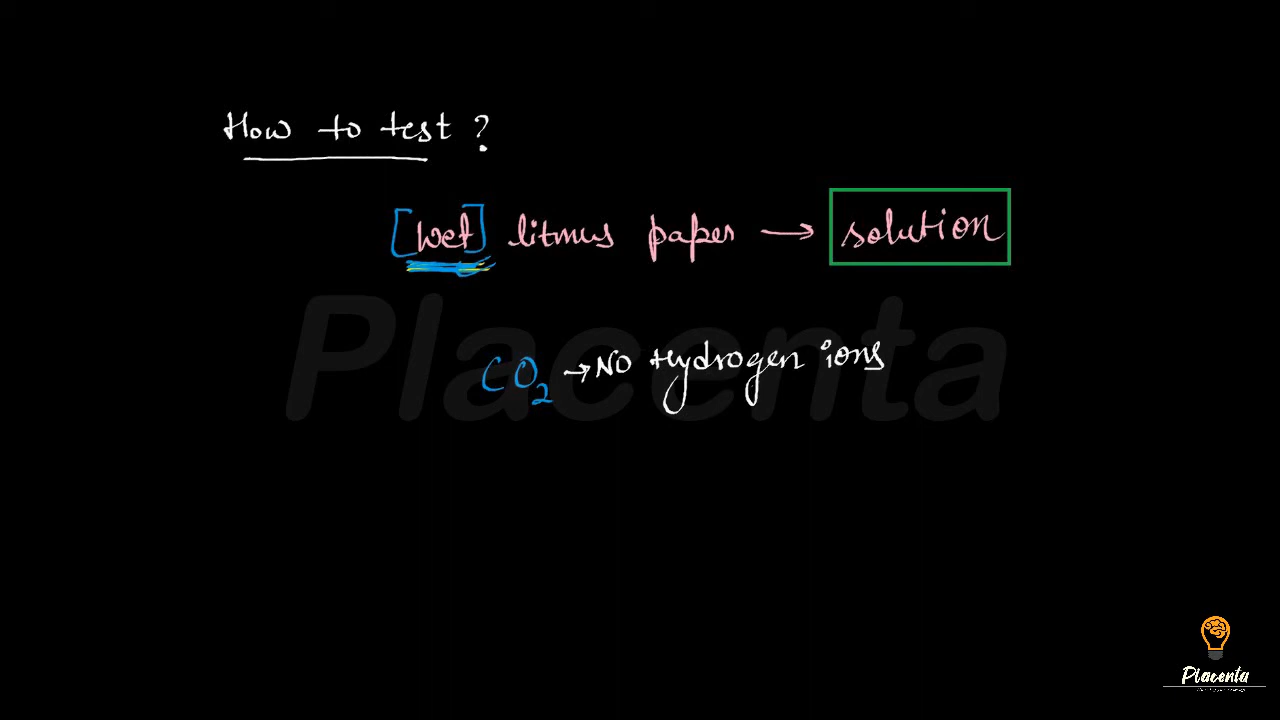 How to test ?
[wet] litmus paper → solution
CO2 → NO Hydrogen ions
Placenta
Placenta